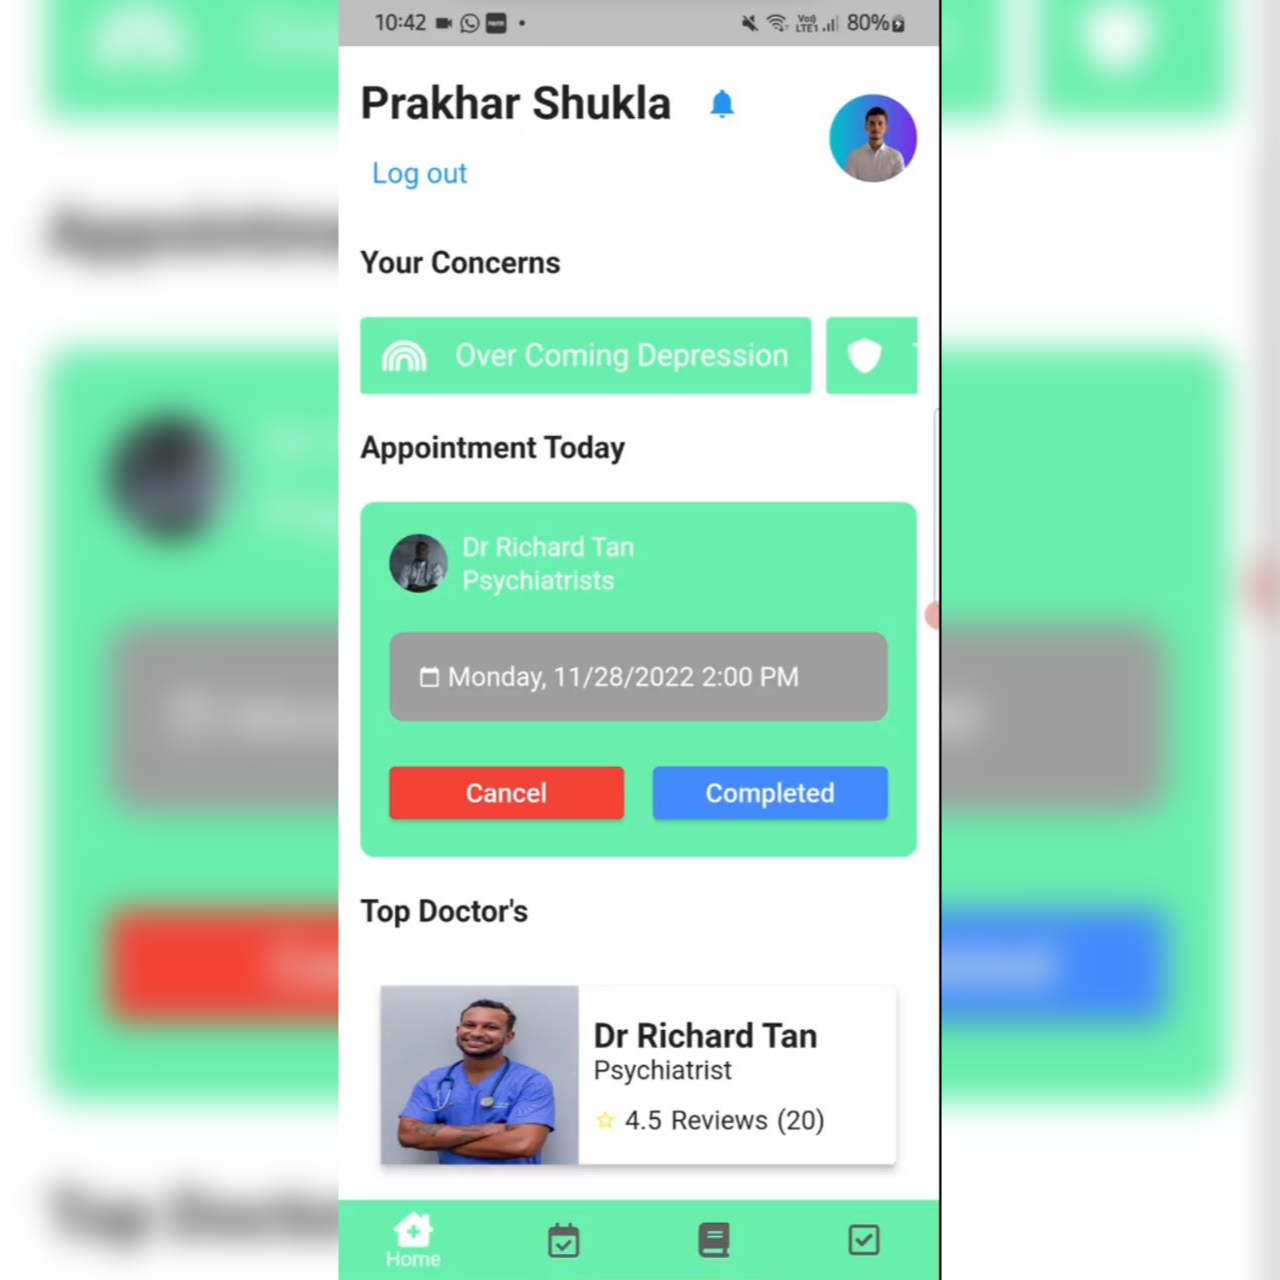 10:42
Vo)) LTE1 80%
Prakhar Shukla
Log out
Your Concerns
Over Coming Depression
Appointment Today
Dr Richard Tan
Psychiatrists
Monday, 11/28/2022 2:00 PM
Cancel Completed
Top Doctor's
Dr Richard Tan
Psychiatrist
4.5 Reviews (20)
Home